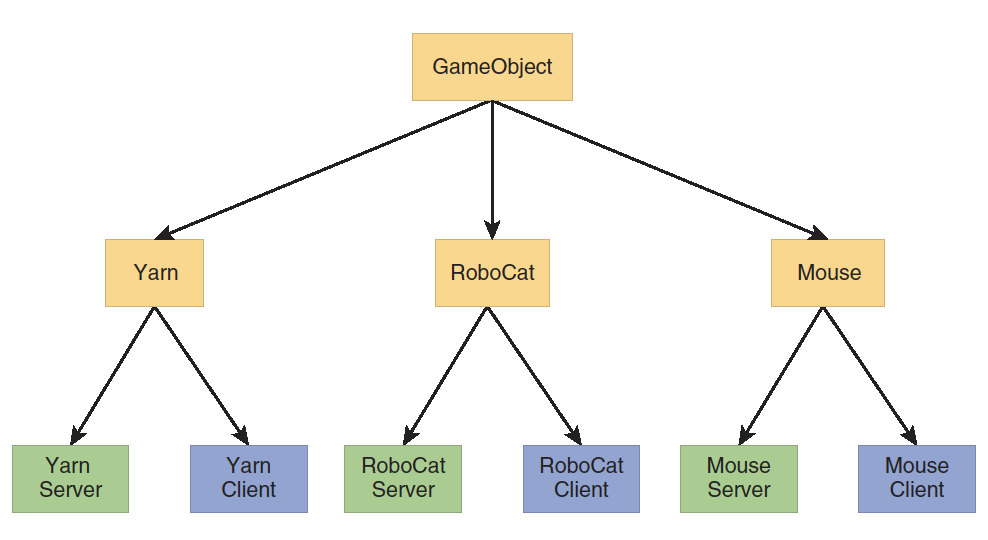 GameObject
Yarn
RoboCat
Mouse
Yarn
Server
Yarn
Client
RoboCat
Server
RoboCat
Client
Mouse
Server
Mouse
Client